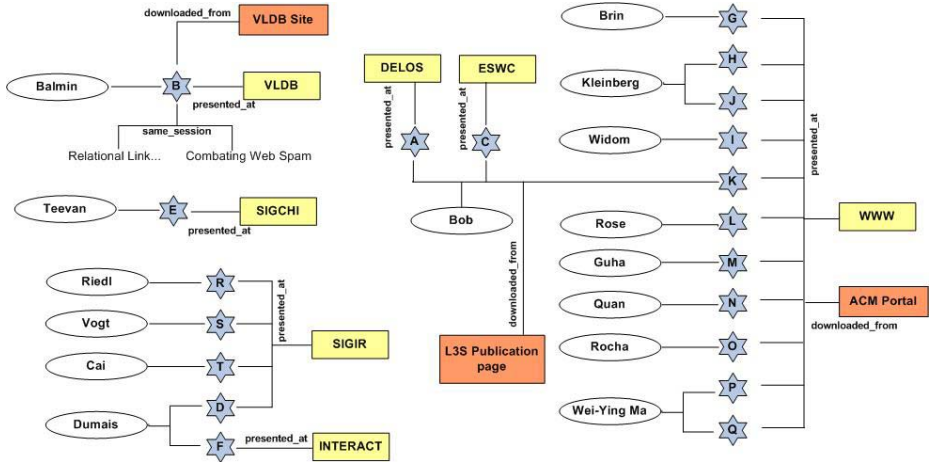 downloaded_from
VLDB Site
Balmin
B
VLDB
presented_at
same_session
Relational Link...
Combating Web Spam
Teevan
E
SIGCHI
presented_at
Riedl
R
Vogt
S
presented_at
SIGIR
Cai
T
Dumais
D
F
presented_at
INTERACT
DELOS
ESWC
presented_at
presented_at
A
C
Bob
downloaded_from
L3S Publication
page
Brin
G
Kleinberg
H
J
Widom
I
K
presented_at
Rose
L
WWW
Guha
M
Quan
N
ACM Portal
downloaded_from
Rocha
O
Wei-Ying Ma
P
Q